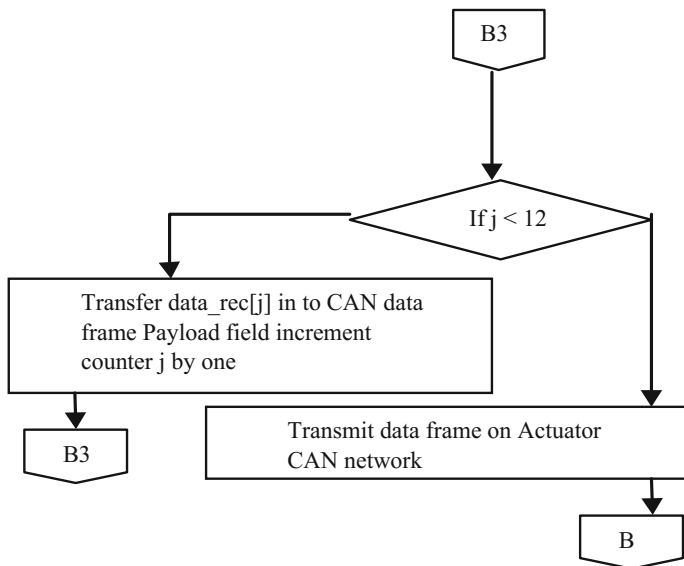 B3
If j < 12
Transfer data_rec[j] in to CAN data
frame Payload field increment
counter j by one
B3
Transmit data frame on Actuator
CAN network
B